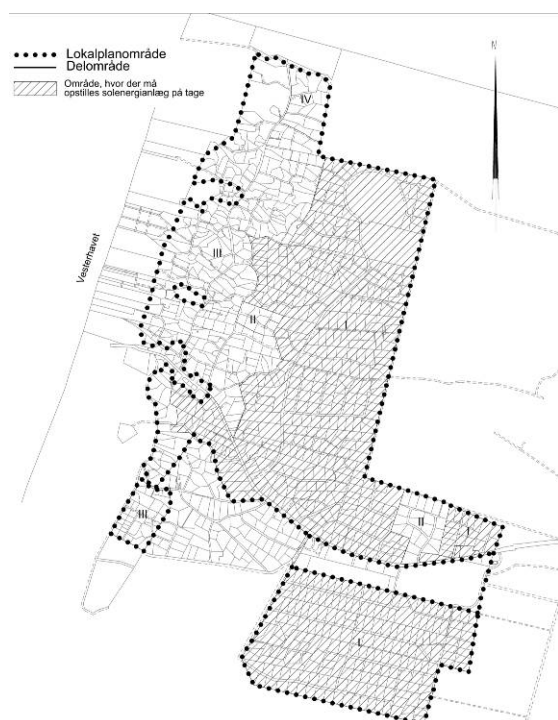 Lokalplanområde
Delområde
Område, hvor der må
opstilles solenergianlæg på tage
N
IV
Vesterhavet
III
I
II
III
II
I
I